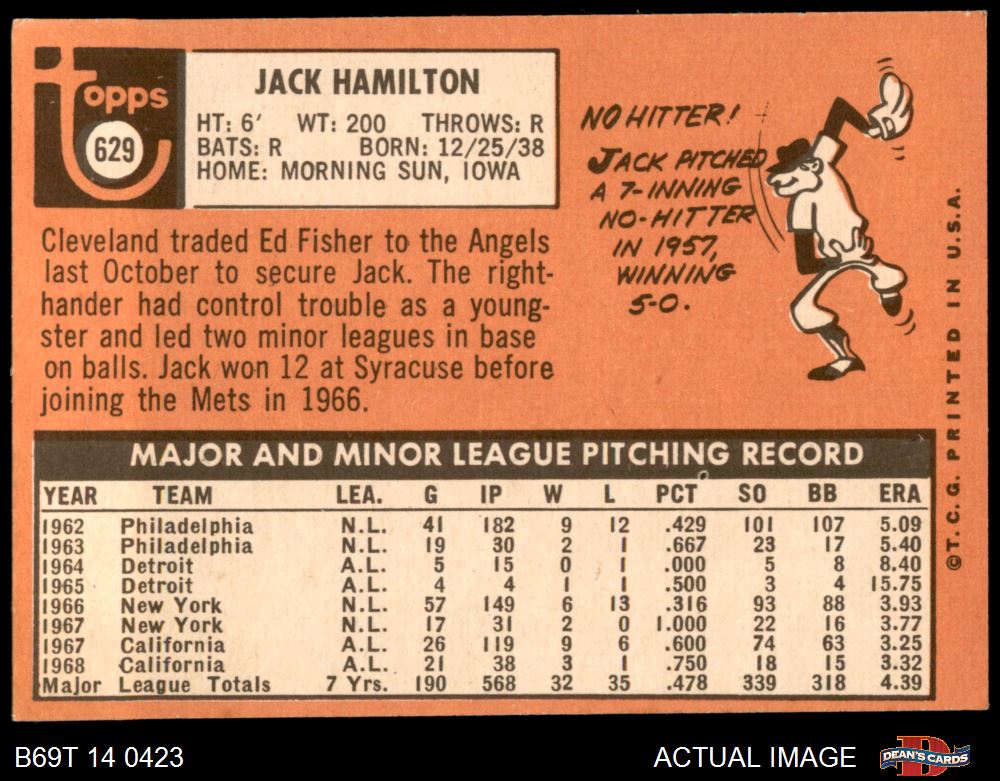 topps
629
JACK HAMILTON
HT: 6' WT: 200 THROWS: R
BATS: R BORN: 12/25/38
HOME: MORNING SUN, IOWA
Cleveland traded Ed Fisher to the Angels
last October to secure Jack. The right-
hander had control trouble as a young-
ster and led two minor leagues in base
on balls. Jack won 12 at Syracuse before
joining the Mets in 1966.
NO HITTER!
JACK PITCHED
A 7-INNING
NO-HITTER
IN 1957,
WINNING
5-0.
©T.C.G. PRINTED IN U.S.A.
MAJOR AND MINOR LEAGUE PITCHING RECORD
YEAR TEAM LEA. G IP W L PCT SO BB ERA
1962 Philadelphia N.L. 41 182 9 12 .429 101 107 5.09
1963 Philadelphia N.L. 19 30 2 1 .667 23 17 5.40
1964 Detroit A.L. 5 15 0 1 .000 5 8 8.40
1965 Detroit A.L. 4 4 1 1 .500 3 4 15.75
1966 New York N.L. 57 149 6 13 .316 93 88 3.93
1967 New York N.L. 17 31 2 0 1.000 22 16 3.77
1967 California A.L. 26 119 9 6 .600 74 63 3.25
1968 California A.L. 21 38 3 1 .750 18 15 3.32
Major League Totals 7 Yrs. 190 568 32 35 .478 339 318 4.39
B69T 14 0423
ACTUAL IMAGE
DEAN'S CARDS